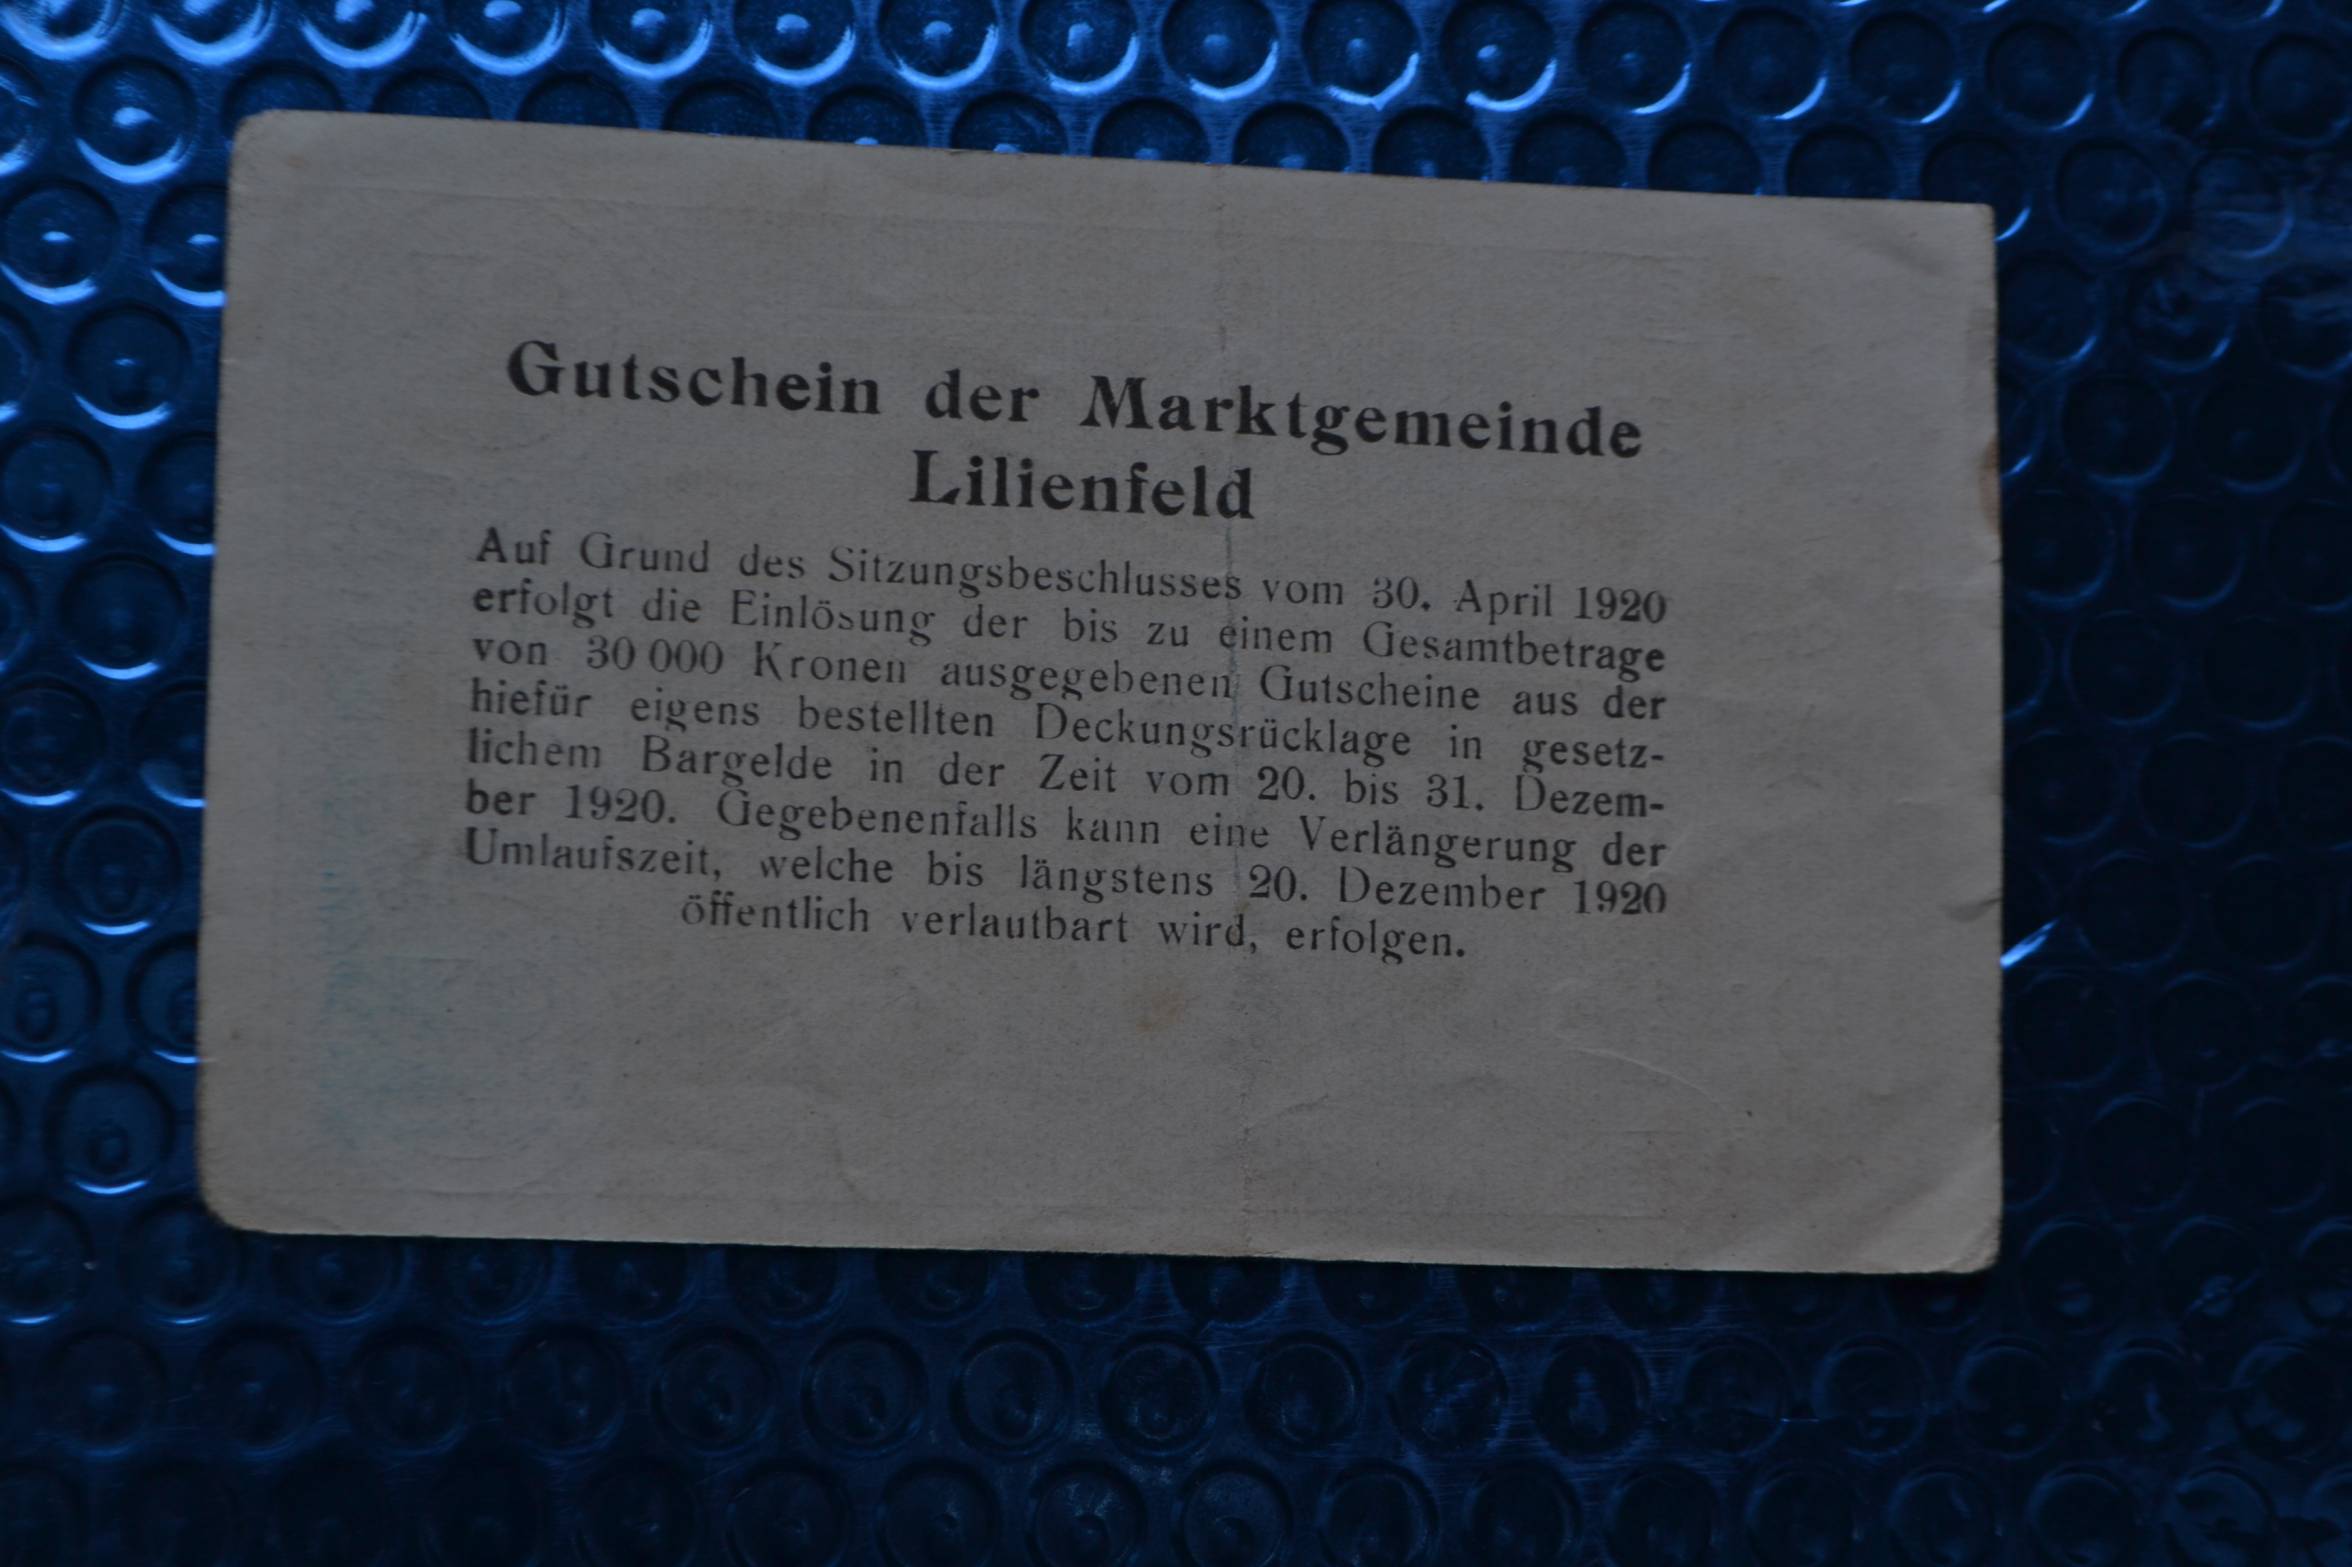 Gutschein der Marktgemeinde
Lilienfeld
Auf Grund des Sitzungsbeschlusses vom 30. April 1920
erfolgt die Einlösung der bis zu einem Gesamtbetrage
von 30 000 Kronen ausgegebenen Gutscheine aus der
hiefür eigens bestellten Deckungsrücklage in gesetz-
lichem Bargelde in der Zeit vom 20. bis 31. Dezem-
ber 1920. Gegebenenfalls kann eine Verlängerung der
Umlaufszeit, welche bis längstens 20. Dezember 1920
öffentlich verlautbart wird, erfolgen.